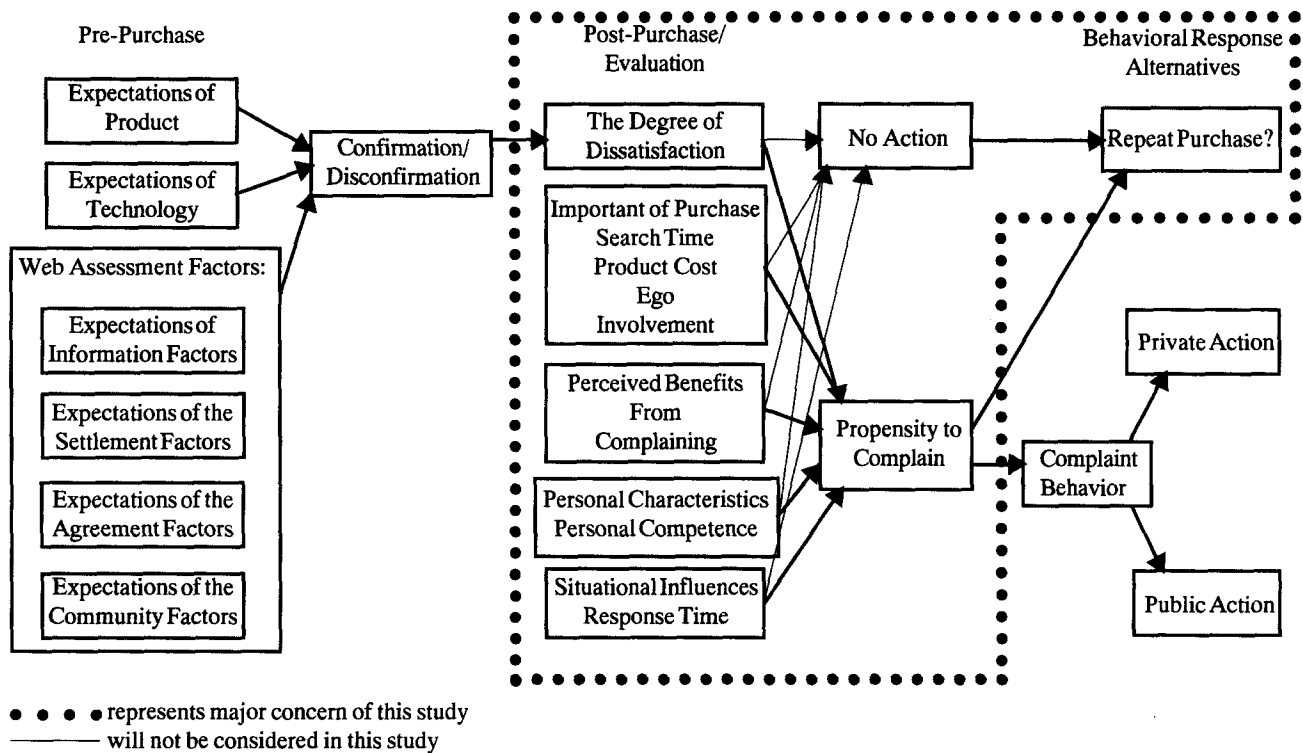 Pre-Purchase
Expectations of
Product
Expectations of
Technology
Web Assessment Factors:
Expectations of
Information Factors
Expectations of the
Settlement Factors
Expectations of the
Agreement Factors
Expectations of the
Community Factors
Confirmation/
Disconfirmation
Post-Purchase/
Evaluation
The Degree of
Dissatisfaction
Important of Purchase
Search Time
Product Cost
Ego
Involvement
Perceived Benefits
From
Complaining
Personal Characteristics
Personal Competence
Situational Influences
Response Time
No Action
Propensity to
Complain
Behavioral Response
Alternatives
Repeat Purchase?
Private Action
Complaint
Behavior
Public Action
represents major concern of this study
will not be considered in this study